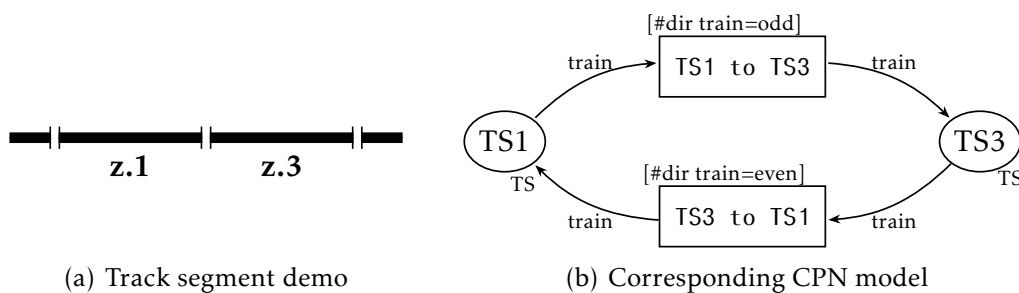 [#dir train=odd]
train
TS1 to TS3
train
z.1
z.3
TS1
TS
TS3
TS
[#dir train=even]
train
TS3 to TS1
train
(a) Track segment demo
(b) Corresponding CPN model